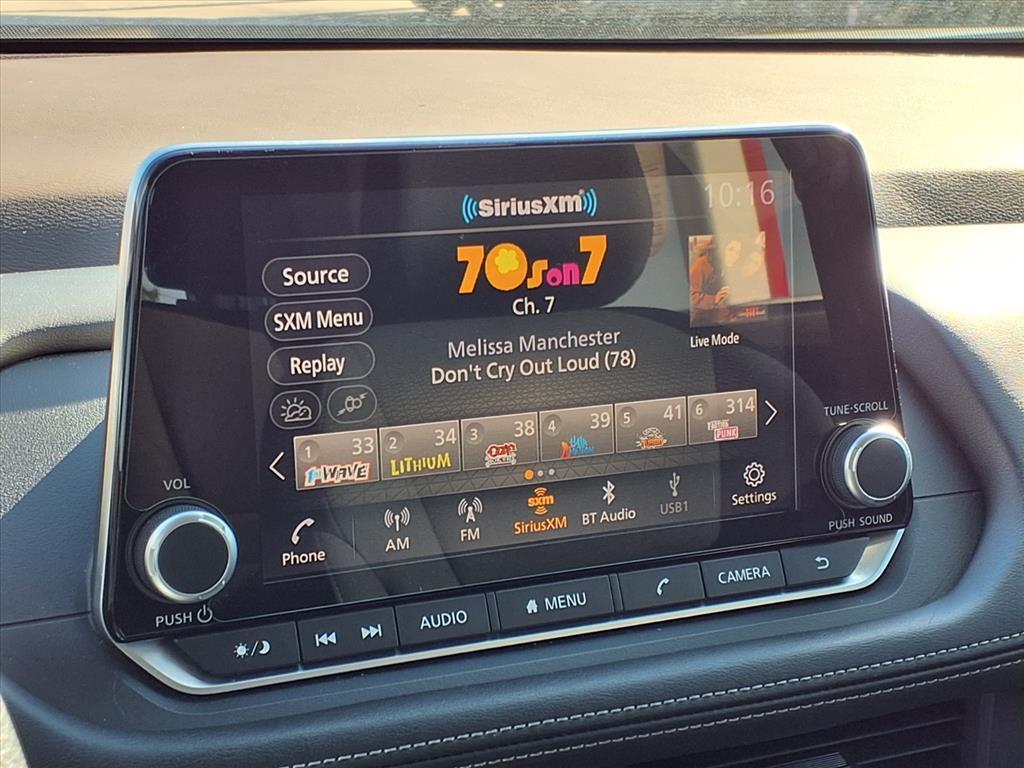 SiriusXM
10:16
70s on 7
Ch. 7
Source
SXM Menu
Replay
Melissa Manchester
Don't Cry Out Loud (78)
Live Mode
1 33 1st WAVE
2 34 LITHIUM
3 38
4 39
5 41
6 314 FACTION PUNK
Phone
AM
FM
sxm
SiriusXM
BT Audio
USB1
Settings
VOL
PUSH
TUNE·SCROLL
PUSH SOUND
AUDIO
MENU
CAMERA